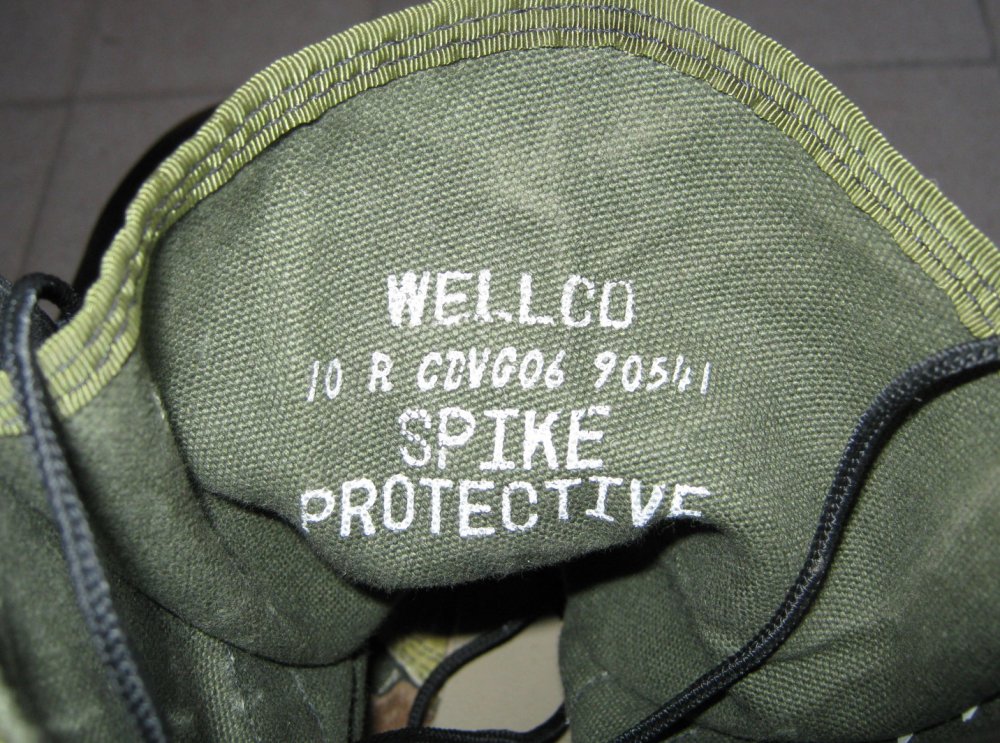 WELLCO
10 R CDVG06 90541
SPIKE
PROTECTIVE